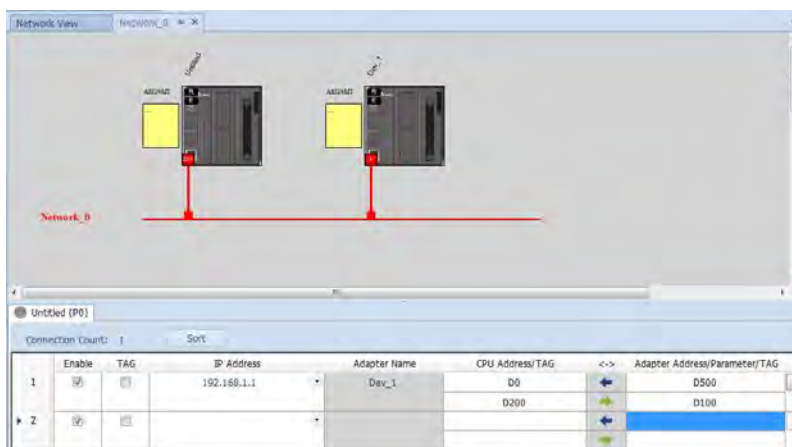 Network View Network_0
Untitled
Dev_1
Network_0
Untitled (P0)
Connection Count: 1 Sort
Enable TAG IP Address Adapter Name CPU Address/TAG <-> Adapter Address/Parameter/TAG
1 192.168.1.1 Dev_1 D0 D500
D200 D100
2